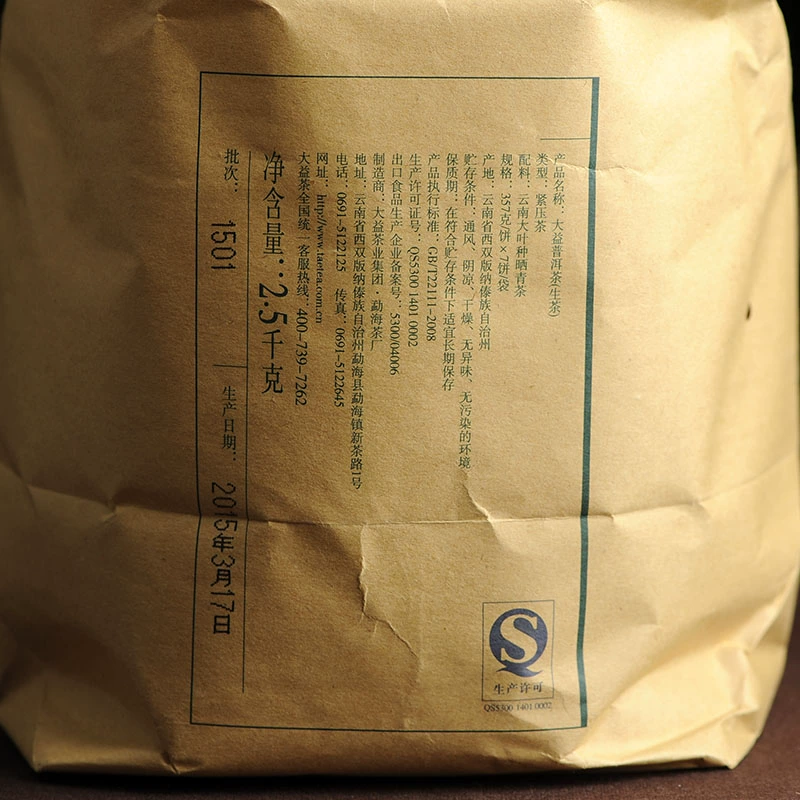 产品名称：大益普洱茶(生茶)
类型：紧压茶
配料：云南大叶种晒青茶
规格：357克/饼×7饼/袋
产地：云南省西双版纳傣族自治州
贮存条件：通风、阴凉、干燥、无异味、无污染的环境
保质期：在符合贮存条件下适宜长期保存
产品执行标准：GB/T22111-2008
生产许可证号：QS5300 1401 0002
出口食品生产企业备案号：5300/04006
制造商：大益茶业集团·勐海茶厂
地址：云南省西双版纳傣族自治州勐海县勐海镇新茶路1号
电话：0691-5122125 传真：0691-5122645
网址：http://www.taetea.com.cn
大益茶全国统一客服热线：400-739-7262
净含量：2.5千克
批次：1501 生产日期：2015年3月17日
生产许可
QS5300 1401 0002